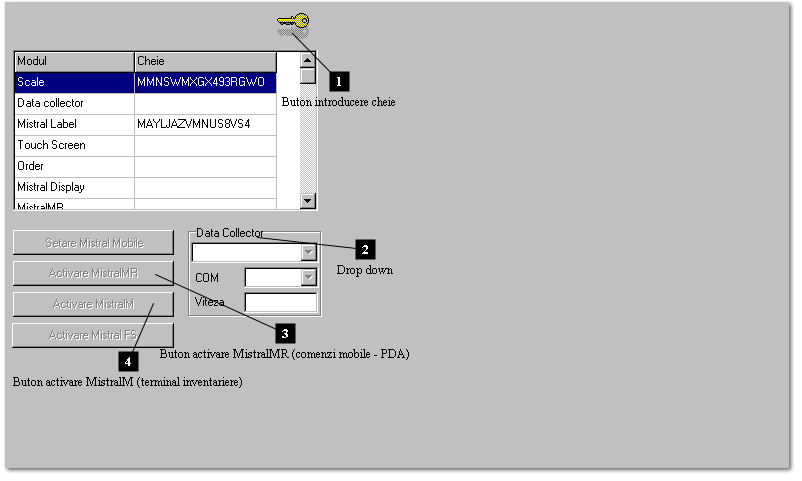 1
Buton introducere cheie
Modul Cheie
Scale MMNSWMXGX493RGWO
Data collector
Mistral Label MAYLJAZVMNUS8VS4
Touch Screen
Order
Mistral Display
MistralMR
Setare Mistral Mobile
Activare MistralMR
Activare MistralM
Activare Mistral FS
Data Collector
COM
Viteza
2
Drop down
3
Buton activare MistralMR (comenzi mobile - PDA)
4
Buton activare MistralM (terminal inventariere)